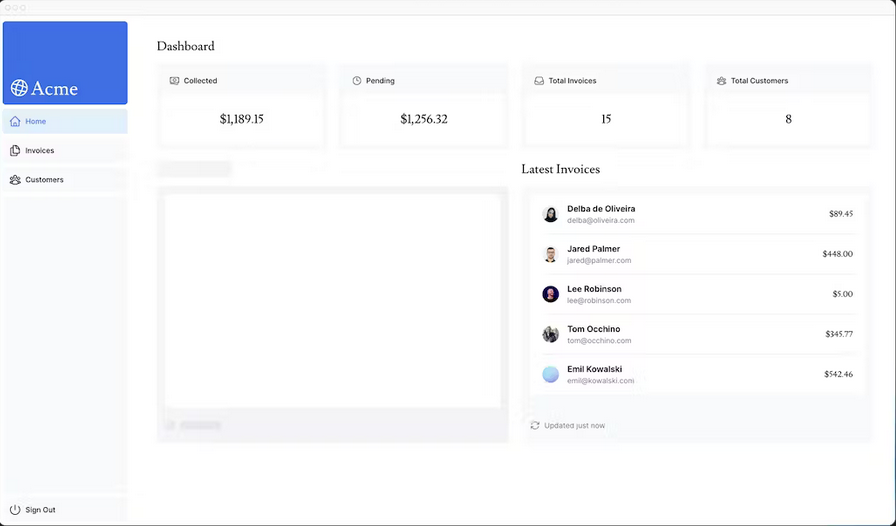 Acme
Home
Invoices
Customers
Sign Out
Dashboard
Collected
$1,189.15
Pending
$1,256.32
Total Invoices
15
Total Customers
8
Latest Invoices
Delba de Oliveira
delba@oliveira.com
$89.45
Jared Palmer
jared@palmer.com
$448.00
Lee Robinson
lee@robinson.com
$5.00
Tom Occhino
tom@occhino.com
$345.77
Emil Kowalski
emil@kowalski.com
$542.46
Updated just now